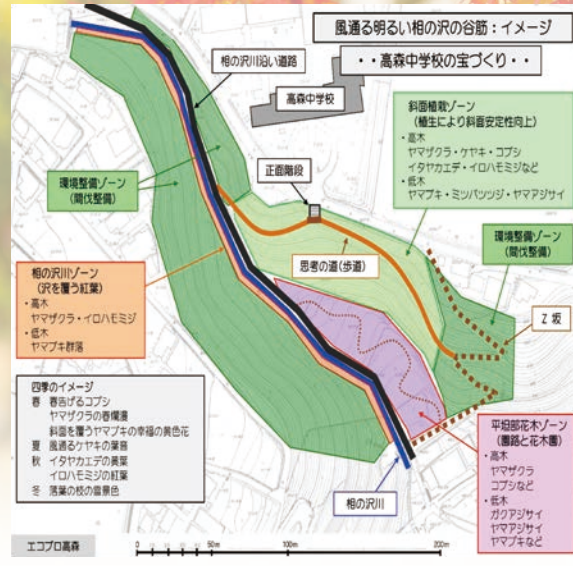 風通る明るい相の沢の谷筋：イメージ
・・高森中学校の宝づくり・・
相の沢川沿い道路
高森中学校
斜面植栽ゾーン
（植生により斜面安定性向上）
・高木
ヤマザクラ・ケヤキ・コブシ
イタヤカエデ・イロハモミジなど
・低木
ヤマブキ・ミツバツツジ・ヤマアジサイ
正面階段
環境整備ゾーン
（間伐整備）
環境整備ゾーン
（間伐整備）
思考の道（歩道）
相の沢川ゾーン
（沢を覆う紅葉）
・高木
ヤマザクラ・イロハモミジ
・低木
ヤマブキ群落
Z 坂
四季のイメージ
春　春告げるコブシ
ヤマザクラの春爛漫
斜面を覆うヤマブキの幸福の黄色花
夏　風通るケヤキの葉音
秋　イタヤカエデの黄葉
イロハモミジの紅葉
冬　落葉の枝の雪景色
平坦部花木ゾーン
（園路と花木園）
・高木
ヤマザクラ
コブシなど
・低木
ガクアジサイ
ヤマアジサイ
ヤマブキなど
相の沢川
エコプロ高森
0 10 20 30 40 50m 100m 200m